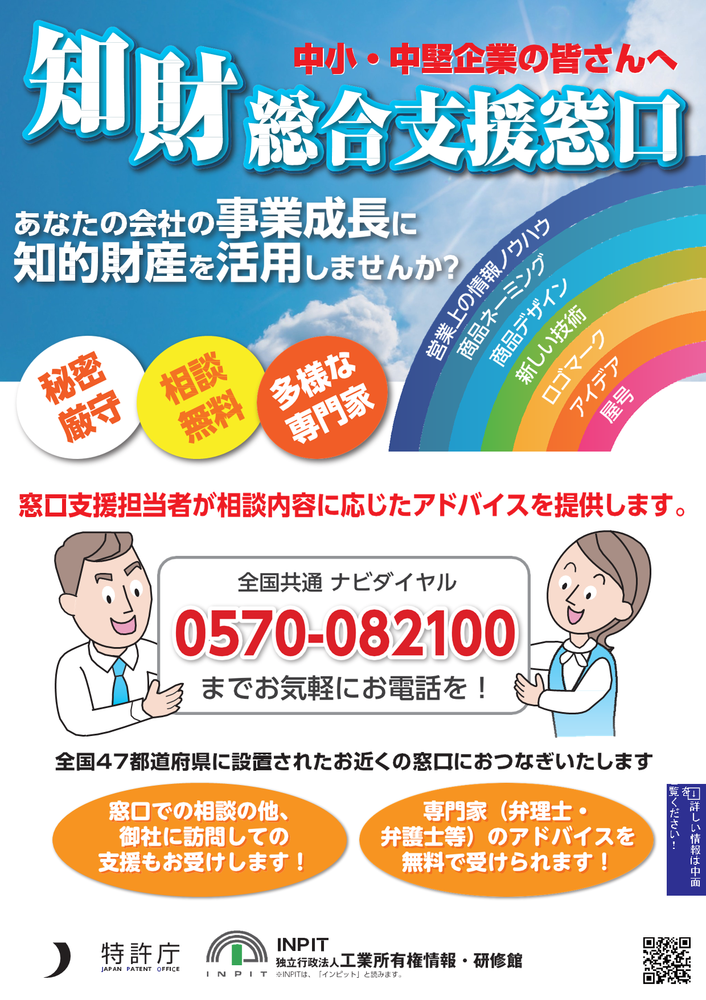 中小・中堅企業の皆さんへ
知財総合支援窓口
あなたの会社の事業成長に
知的財産を活用しませんか?
営業上の情報ノウハウ
商品ネーミング
商品デザイン
新しい技術
ロゴマーク
アイデア
屋号
秘密
厳守
相談
無料
多様な
専門家
窓口支援担当者が相談内容に応じたアドバイスを提供します。
全国共通 ナビダイヤル
0570-082100
までお気軽にお電話を！
全国47都道府県に設置されたお近くの窓口におつなぎいたします
窓口での相談の他、
御社に訪問しての
支援もお受けします！
専門家（弁理士・
弁護士等）のアドバイスを
無料で受けられます！
↓詳しい情報は中面
を
覧ください！
特許庁
JAPAN PATENT OFFICE
INPIT
INPIT
独立行政法人工業所有権情報・研修館
※INPITは、「インピット」と読みます。